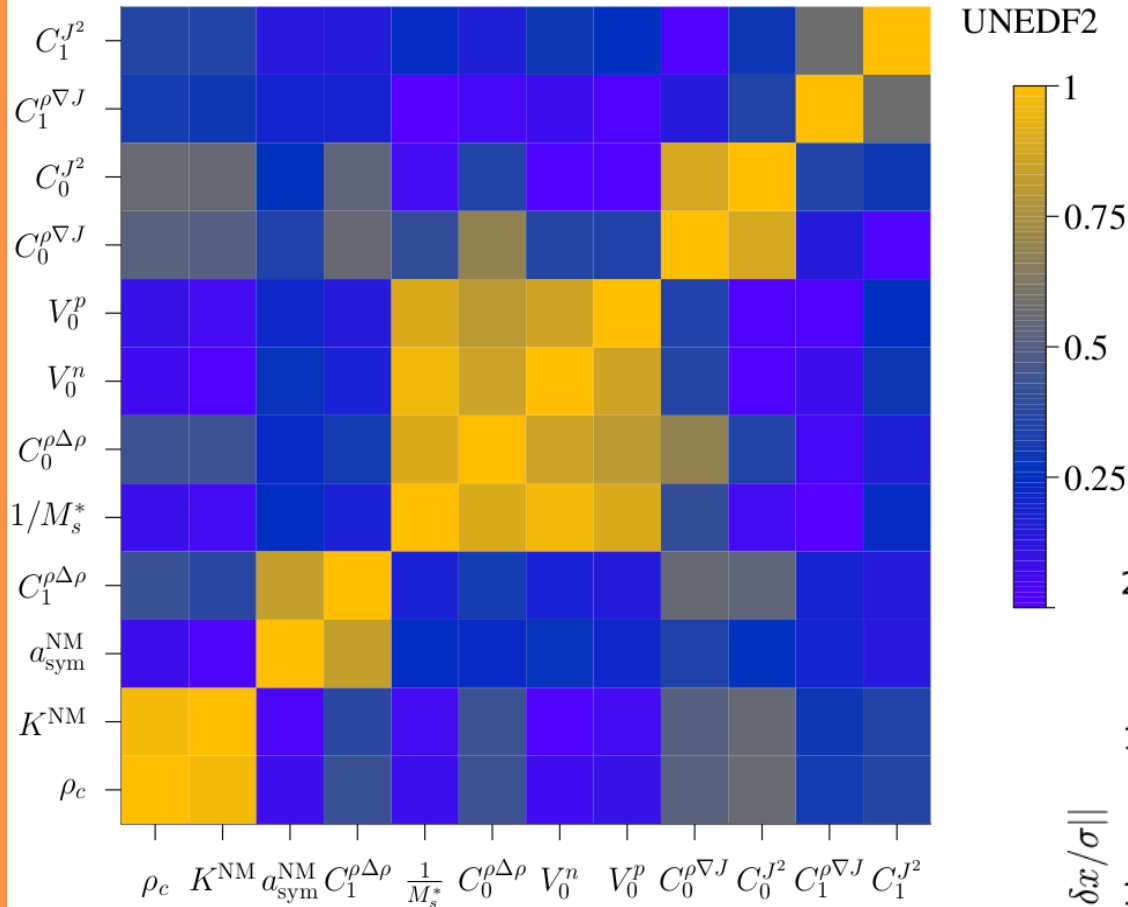 UNEDF2
C_1^{J^2}
C_1^{ρ∇J}
C_0^{J^2}
C_0^{ρ∇J}
V_0^p
V_0^n
C_0^{ρΔρ}
1/M_s^*
C_1^{ρΔρ}
a_sym^NM
K^NM
ρ_c
ρ_c K^NM a_sym^NM C_1^{ρΔρ} 1/M_s^* C_0^{ρΔρ} V_0^n V_0^p C_0^{ρ∇J} C_0^{J^2} C_1^{ρ∇J} C_1^{J^2}
1
0.75
0.5
0.25
2
δx/σ||